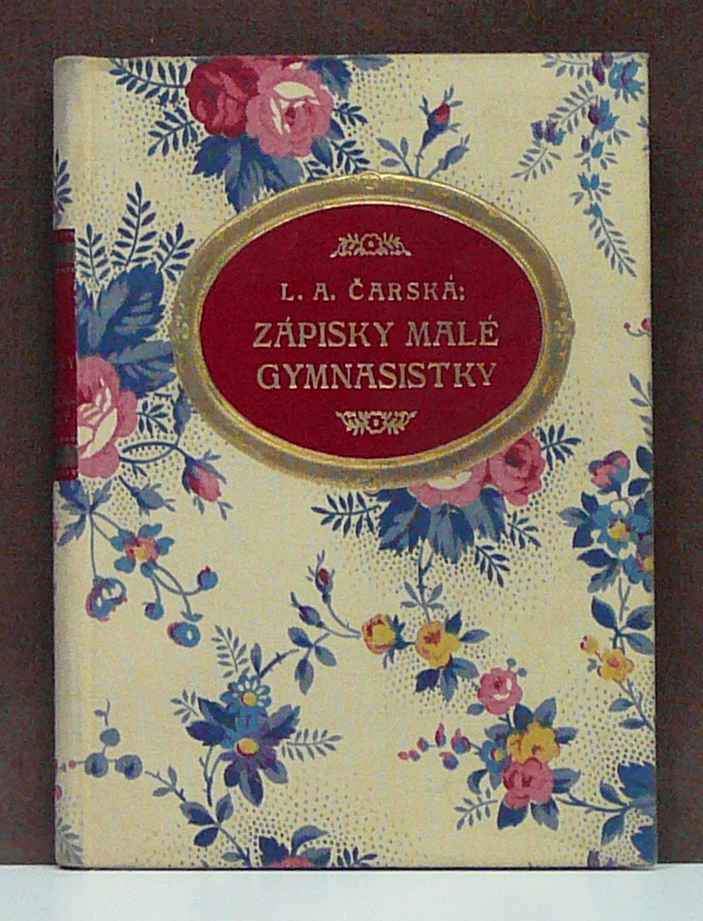 L. A. ČARSKÁ:
ZÁPISKY MALÉ
GYMNASISTKY